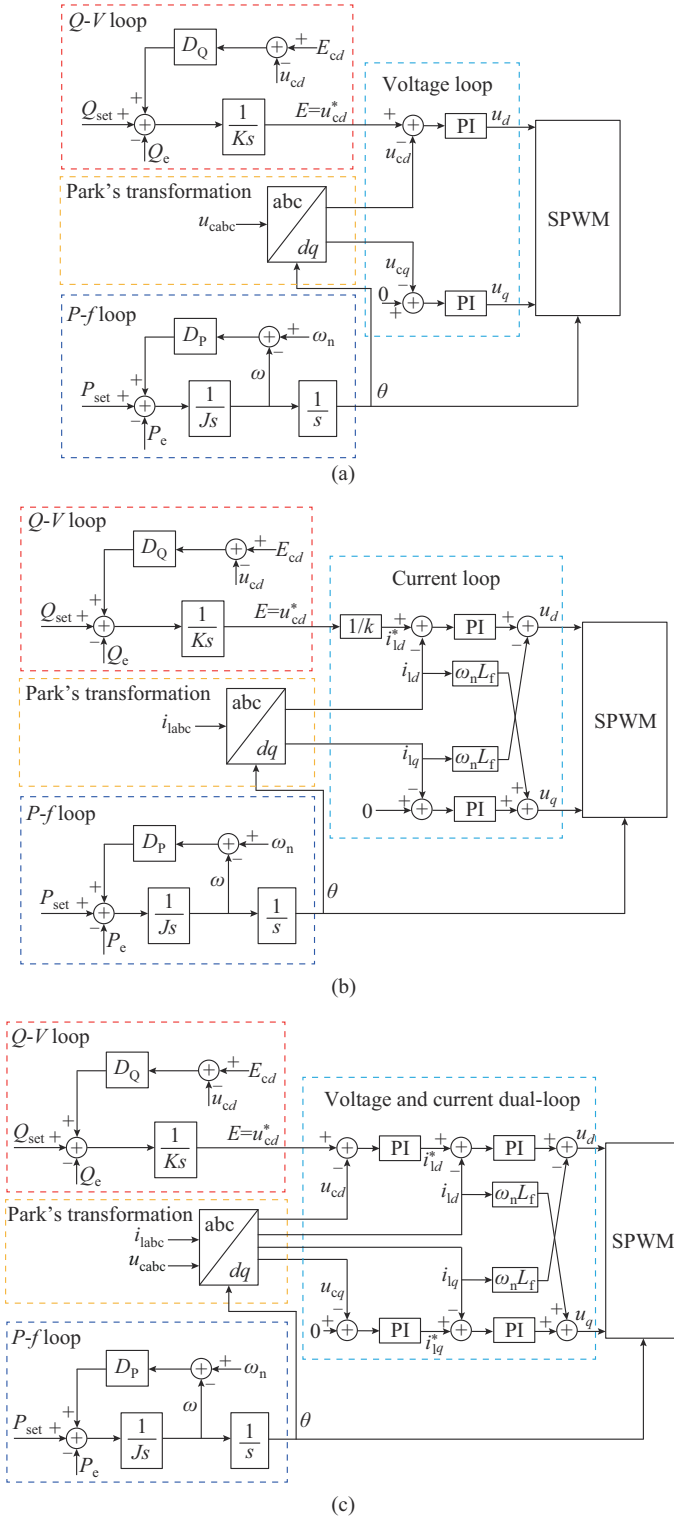 Q-V loop
D_Q
+ E_cd
−
u_cd
Voltage loop
Q_set +
+
−
Q_e
1/Ks
E=u*_cd
+
−
u_cd
PI
u_d
Park's transformation
u_cabc
abc
dq
SPWM
u_cq
−
0
+
PI
u_q
P-f loop
D_P
+
−
ω_n
ω
P_set +
+
−
P_e
1/Js
1/s
θ
(a)
Q-V loop
D_Q
+
E_cd
−
u_cd
Current loop
Q_set +
+
−
Q_e
1/Ks
E=u*_cd
1/k
+
i*_ld
−
PI
+
−
u_d
Park's transformation
i_labc
abc
dq
i_ld
ω_nL_f
SPWM
i_lq
ω_nL_f
0
+
−
PI
+
+
u_q
P-f loop
D_P
+
−
ω_n
ω
P_set +
+
−
P_e
1/Js
1/s
θ
(b)
Q-V loop
D_Q
+
E_cd
−
u_cd
Voltage and current dual-loop
Q_set +
+
−
Q_e
1/Ks
E=u*_cd
+
−
u_cd
PI
+
i*_ld
−
PI
+
−
u_d
Park's transformation
i_labc
u_cabc
abc
dq
i_ld
ω_nL_f
SPWM
i_lq
ω_nL_f
u_cq
−
0
+
PI
+
i*_lq
−
PI
+
+
u_q
P-f loop
D_P
+
−
ω_n
ω
P_set +
+
−
P_e
1/Js
1/s
θ
(c)